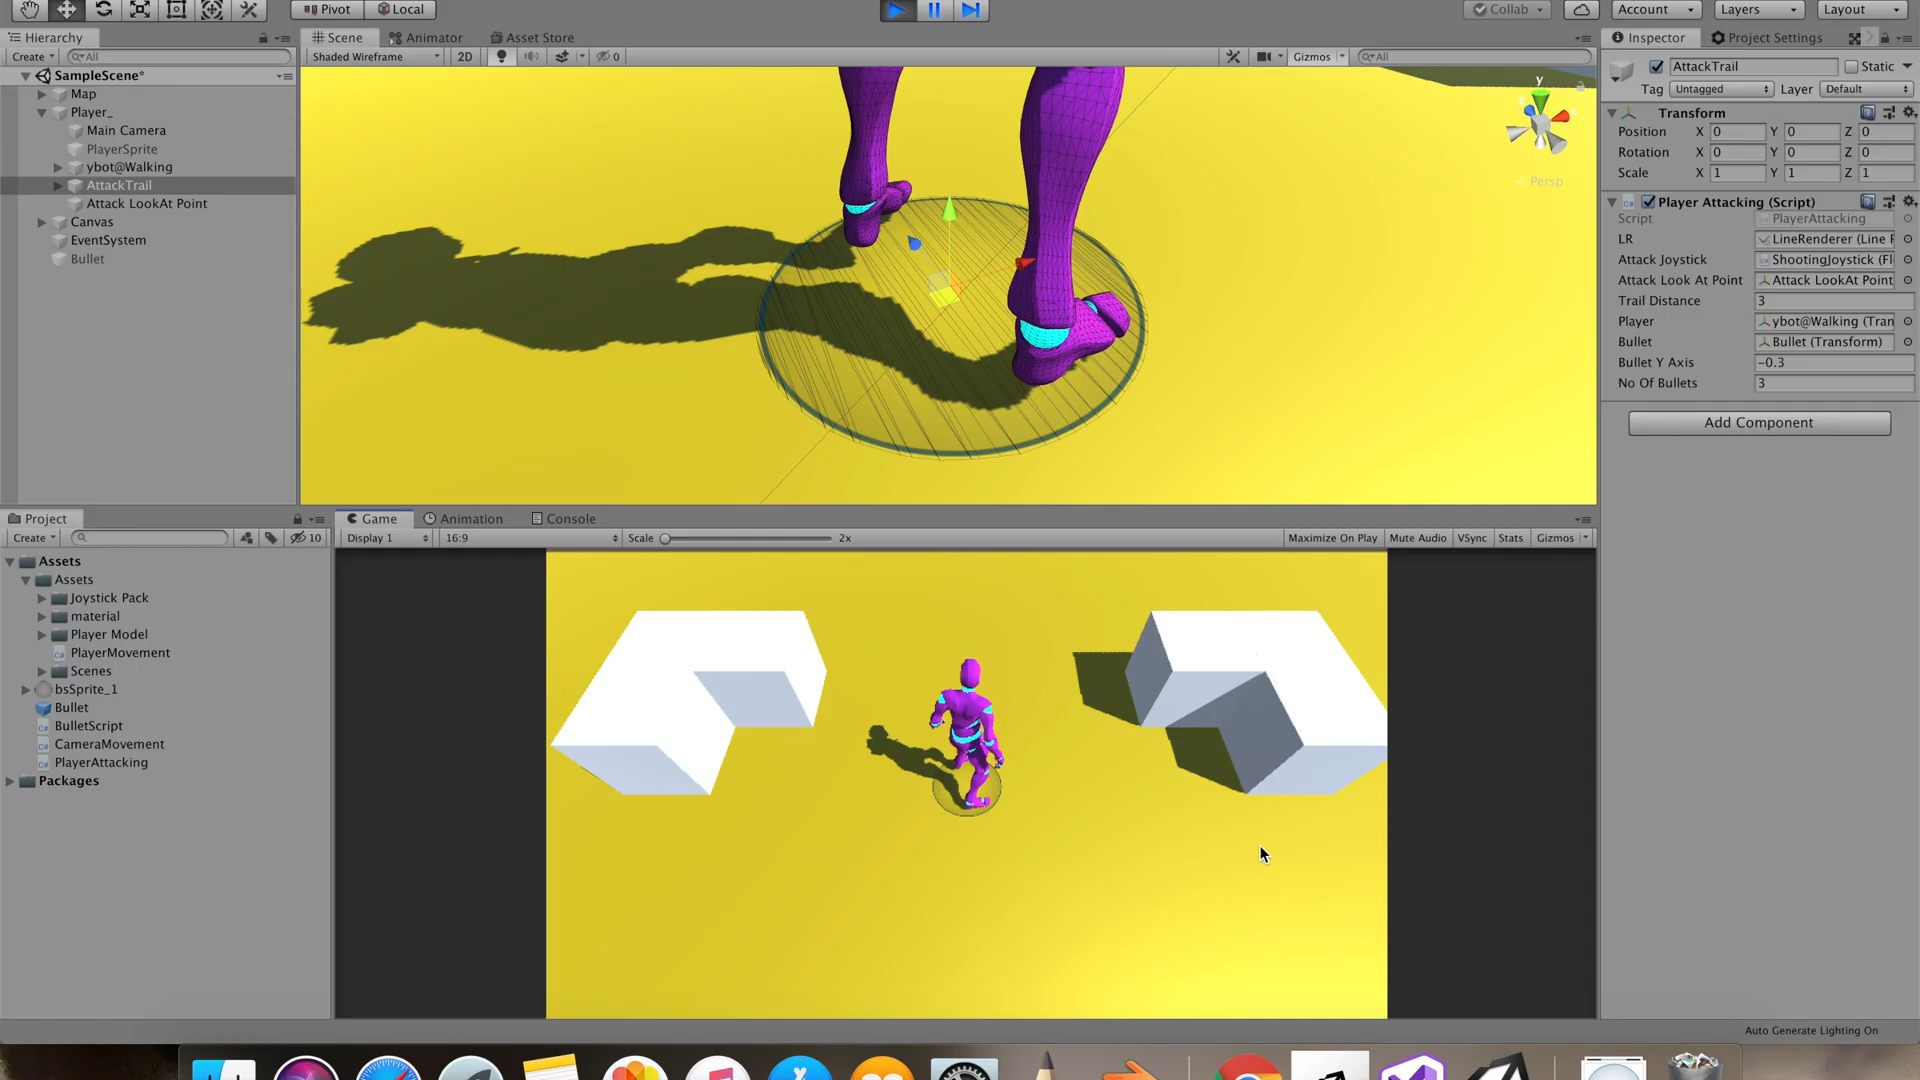 Pivot Local Collab Account Layers Layout
Hierarchy Scene Animator Asset Store Inspector Project Settings
Create All Shaded Wireframe 2D 0 Gizmos All
SampleScene*
Map
Player_
Main Camera
PlayerSprite
ybot@Walking
AttackTrail
Attack LookAt Point
Canvas
EventSystem
Bullet
y
Persp
AttackTrail Static
Tag Untagged Layer Default
Transform
Position X 0 Y 0 Z 0
Rotation X 0 Y 0 Z 0
Scale X 1 Y 1 Z 1
Player Attacking (Script)
Script PlayerAttacking
LR LineRenderer (Line F
Attack Joystick ShootingJoystick (Fl
Attack Look At Point Attack LookAt Point
Trail Distance 3
Player ybot@Walking (Tran
Bullet Bullet (Transform)
Bullet Y Axis -0.3
No Of Bullets 3
Add Component
Project Game Animation Console
Create 10 Display 1 16:9 Scale 2x Maximize On Play Mute Audio VSync Stats Gizmos
Assets
Assets
Joystick Pack
material
Player Model
PlayerMovement
Scenes
bsSprite_1
Bullet
BulletScript
CameraMovement
PlayerAttacking
Packages
Auto Generate Lighting On